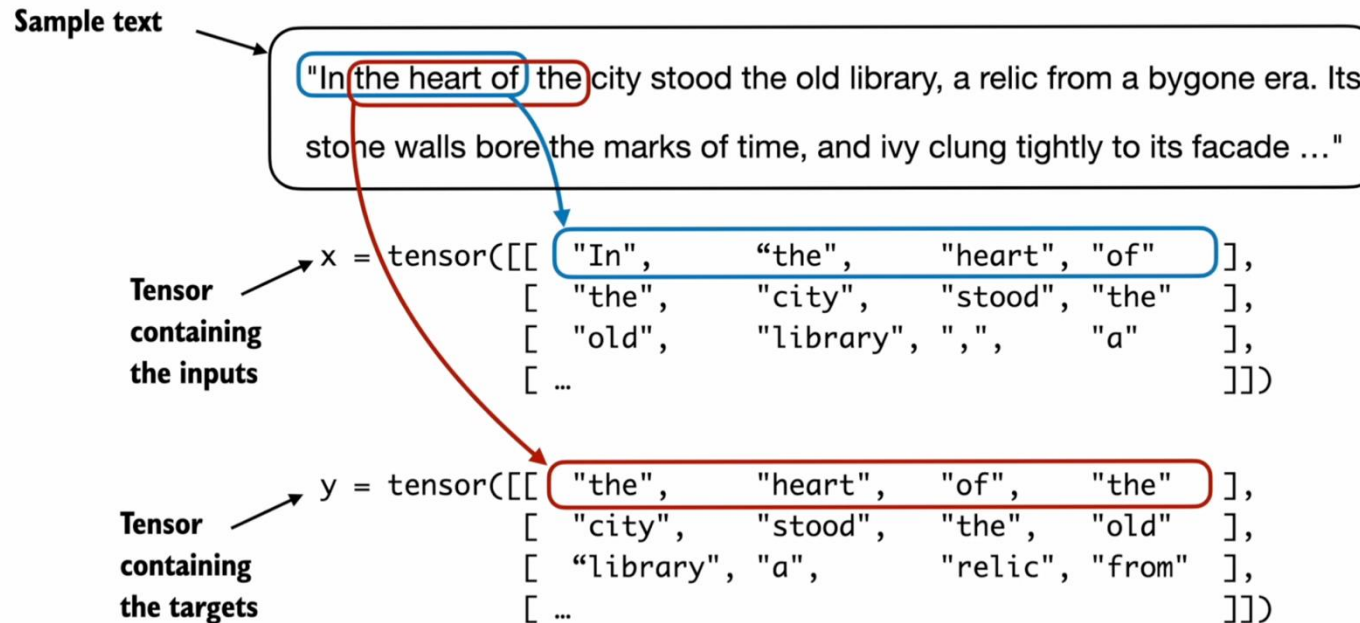 Sample text
"In the heart of the city stood the old library, a relic from a bygone era. Its
stone walls bore the marks of time, and ivy clung tightly to its facade ..."
x = tensor([[ "In", “the", "heart", "of" ],
[ "the", "city", "stood", "the" ],
[ "old", "library", ",", "a" ],
[ … ]])
Tensor
containing
the inputs
y = tensor([[ "the", "heart", "of", "the" ],
[ "city", "stood", "the", "old" ],
[ “library", "a", "relic", "from" ],
[ … ]])
Tensor
containing
the targets